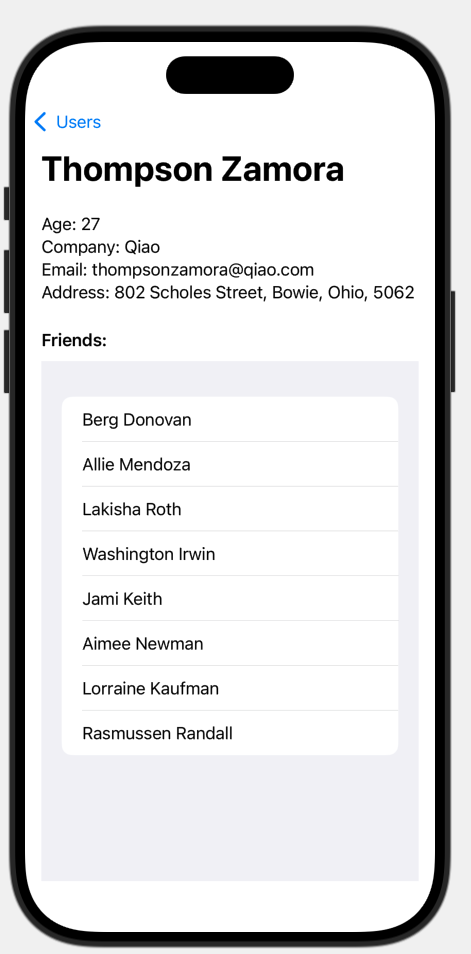 Users
Thompson Zamora
Age: 27
Company: Qiao
Email: thompsonzamora@qiao.com
Address: 802 Scholes Street, Bowie, Ohio, 5062
Friends:
Berg Donovan
Allie Mendoza
Lakisha Roth
Washington Irwin
Jami Keith
Aimee Newman
Lorraine Kaufman
Rasmussen Randall